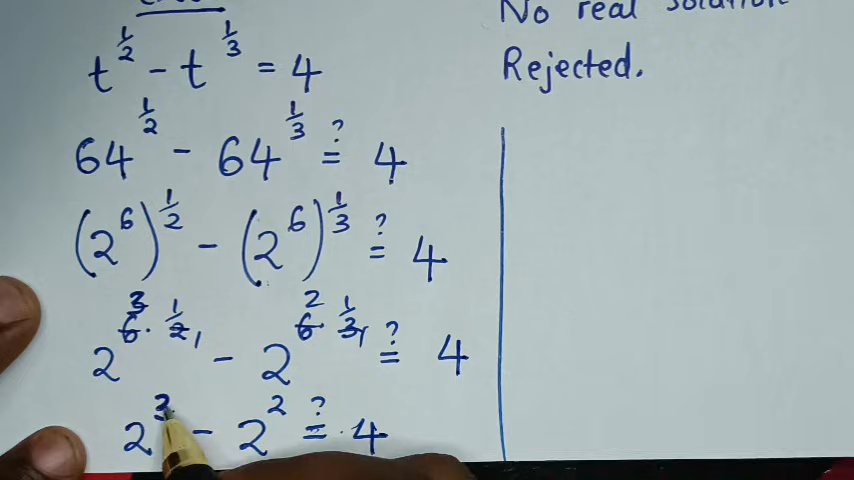 No real solution
Rejected.
t^{1/2} - t^{1/3} = 4
64^{1/2} - 64^{1/3} ?= 4
(2^6)^{1/2} - (2^6)^{1/3} ?= 4
2^{6 · 1/2} - 2^{6 · 1/3} ?= 4
2^3 - 2^2 ?= 4